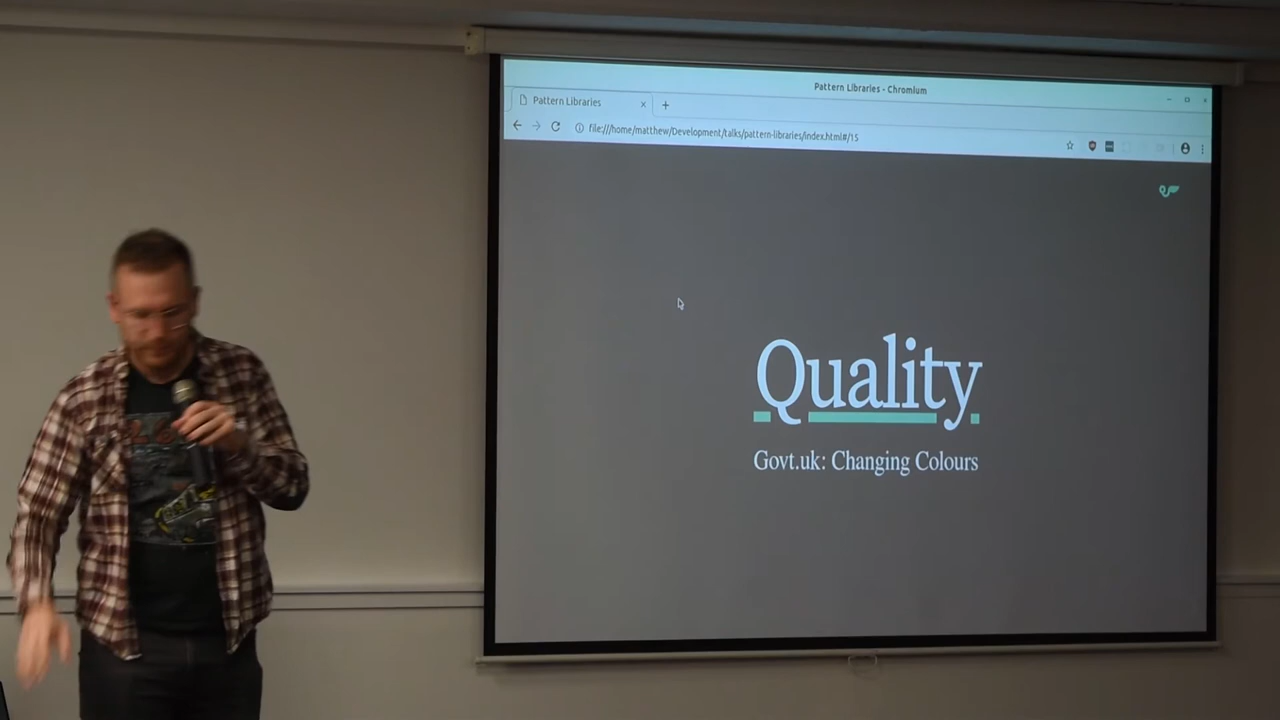 Pattern Libraries - Chromium
Pattern Libraries
file:///home/matthew/Development/talks/pattern-libraries/index.html#/15
Quality
Govt.uk: Changing Colours